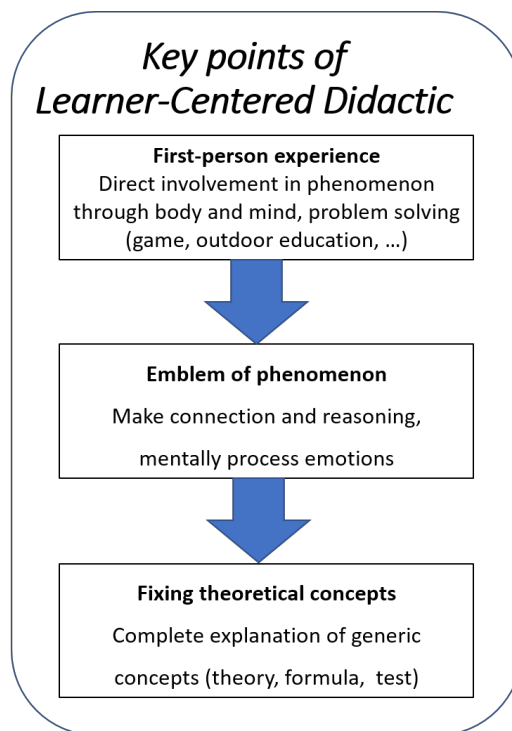 Key points of
Learner-Centered Didactic
First-person experience
Direct involvement in phenomenon
through body and mind, problem solving
(game, outdoor education, …)
Emblem of phenomenon
Make connection and reasoning,
mentally process emotions
Fixing theoretical concepts
Complete explanation of generic
concepts (theory, formula, test)